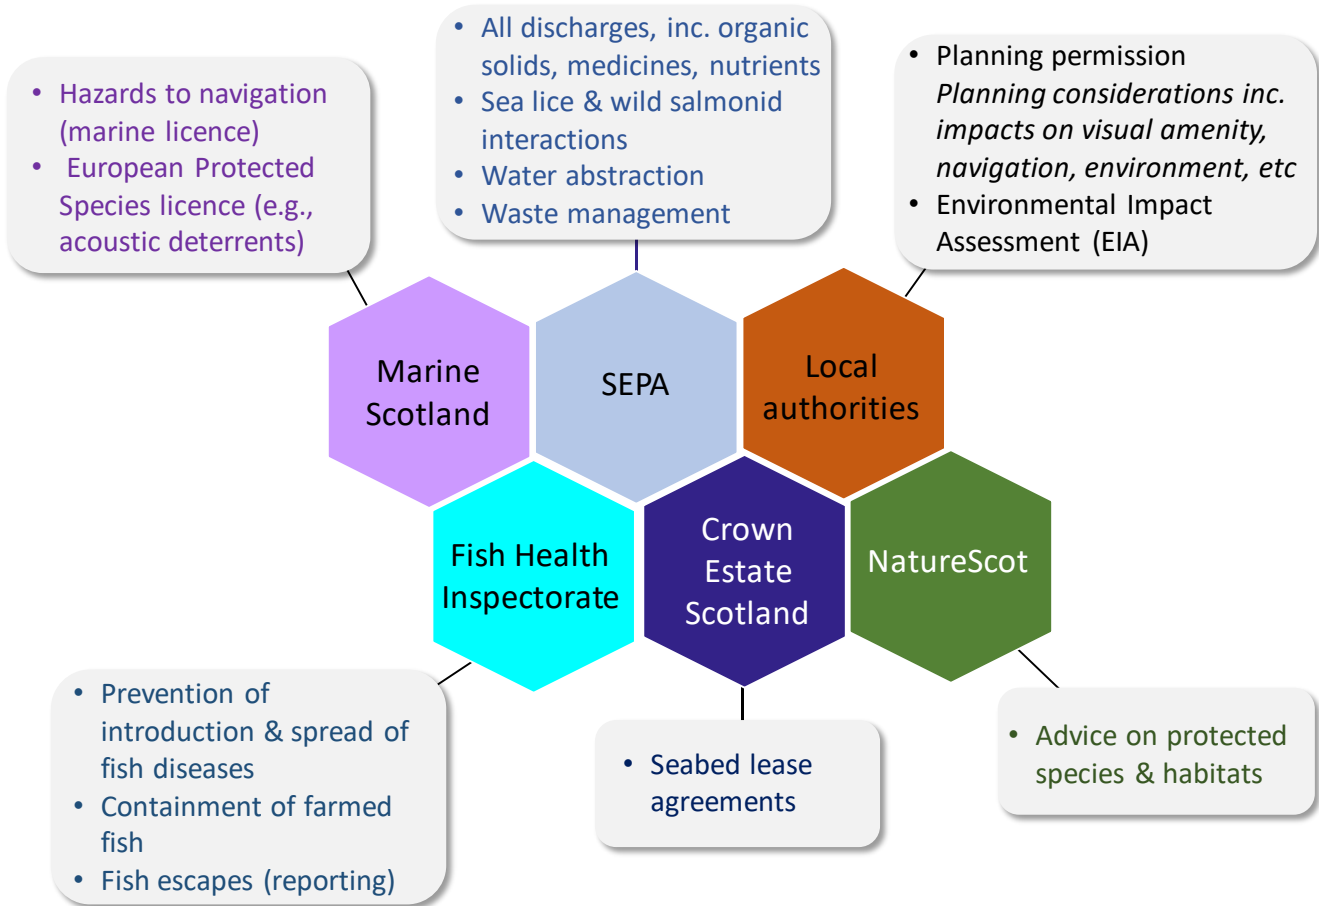 • Hazards to navigation
(marine licence)
• European Protected
Species licence (e.g.,
acoustic deterrents)
• All discharges, inc. organic
solids, medicines, nutrients
• Sea lice & wild salmonid
interactions
• Water abstraction
• Waste management
• Planning permission
Planning considerations inc.
impacts on visual amenity,
navigation, environment, etc
• Environmental Impact
Assessment (EIA)
Marine
Scotland
SEPA
Local
authorities
Fish Health
Inspectorate
Crown
Estate
Scotland
NatureScot
• Prevention of
introduction & spread of
fish diseases
• Containment of farmed
fish
• Fish escapes (reporting)
• Seabed lease
agreements
• Advice on protected
species & habitats